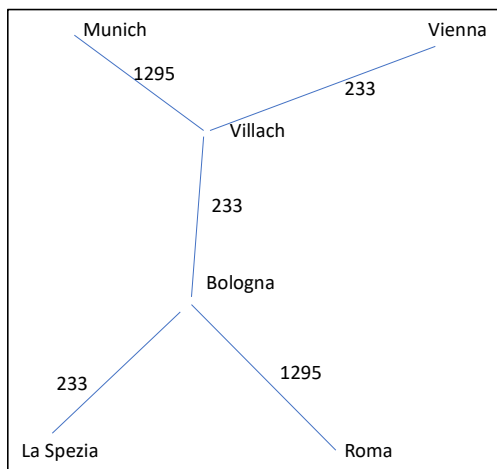 Munich
Vienna
1295
233
Villach
233
Bologna
233
1295
La Spezia
Roma